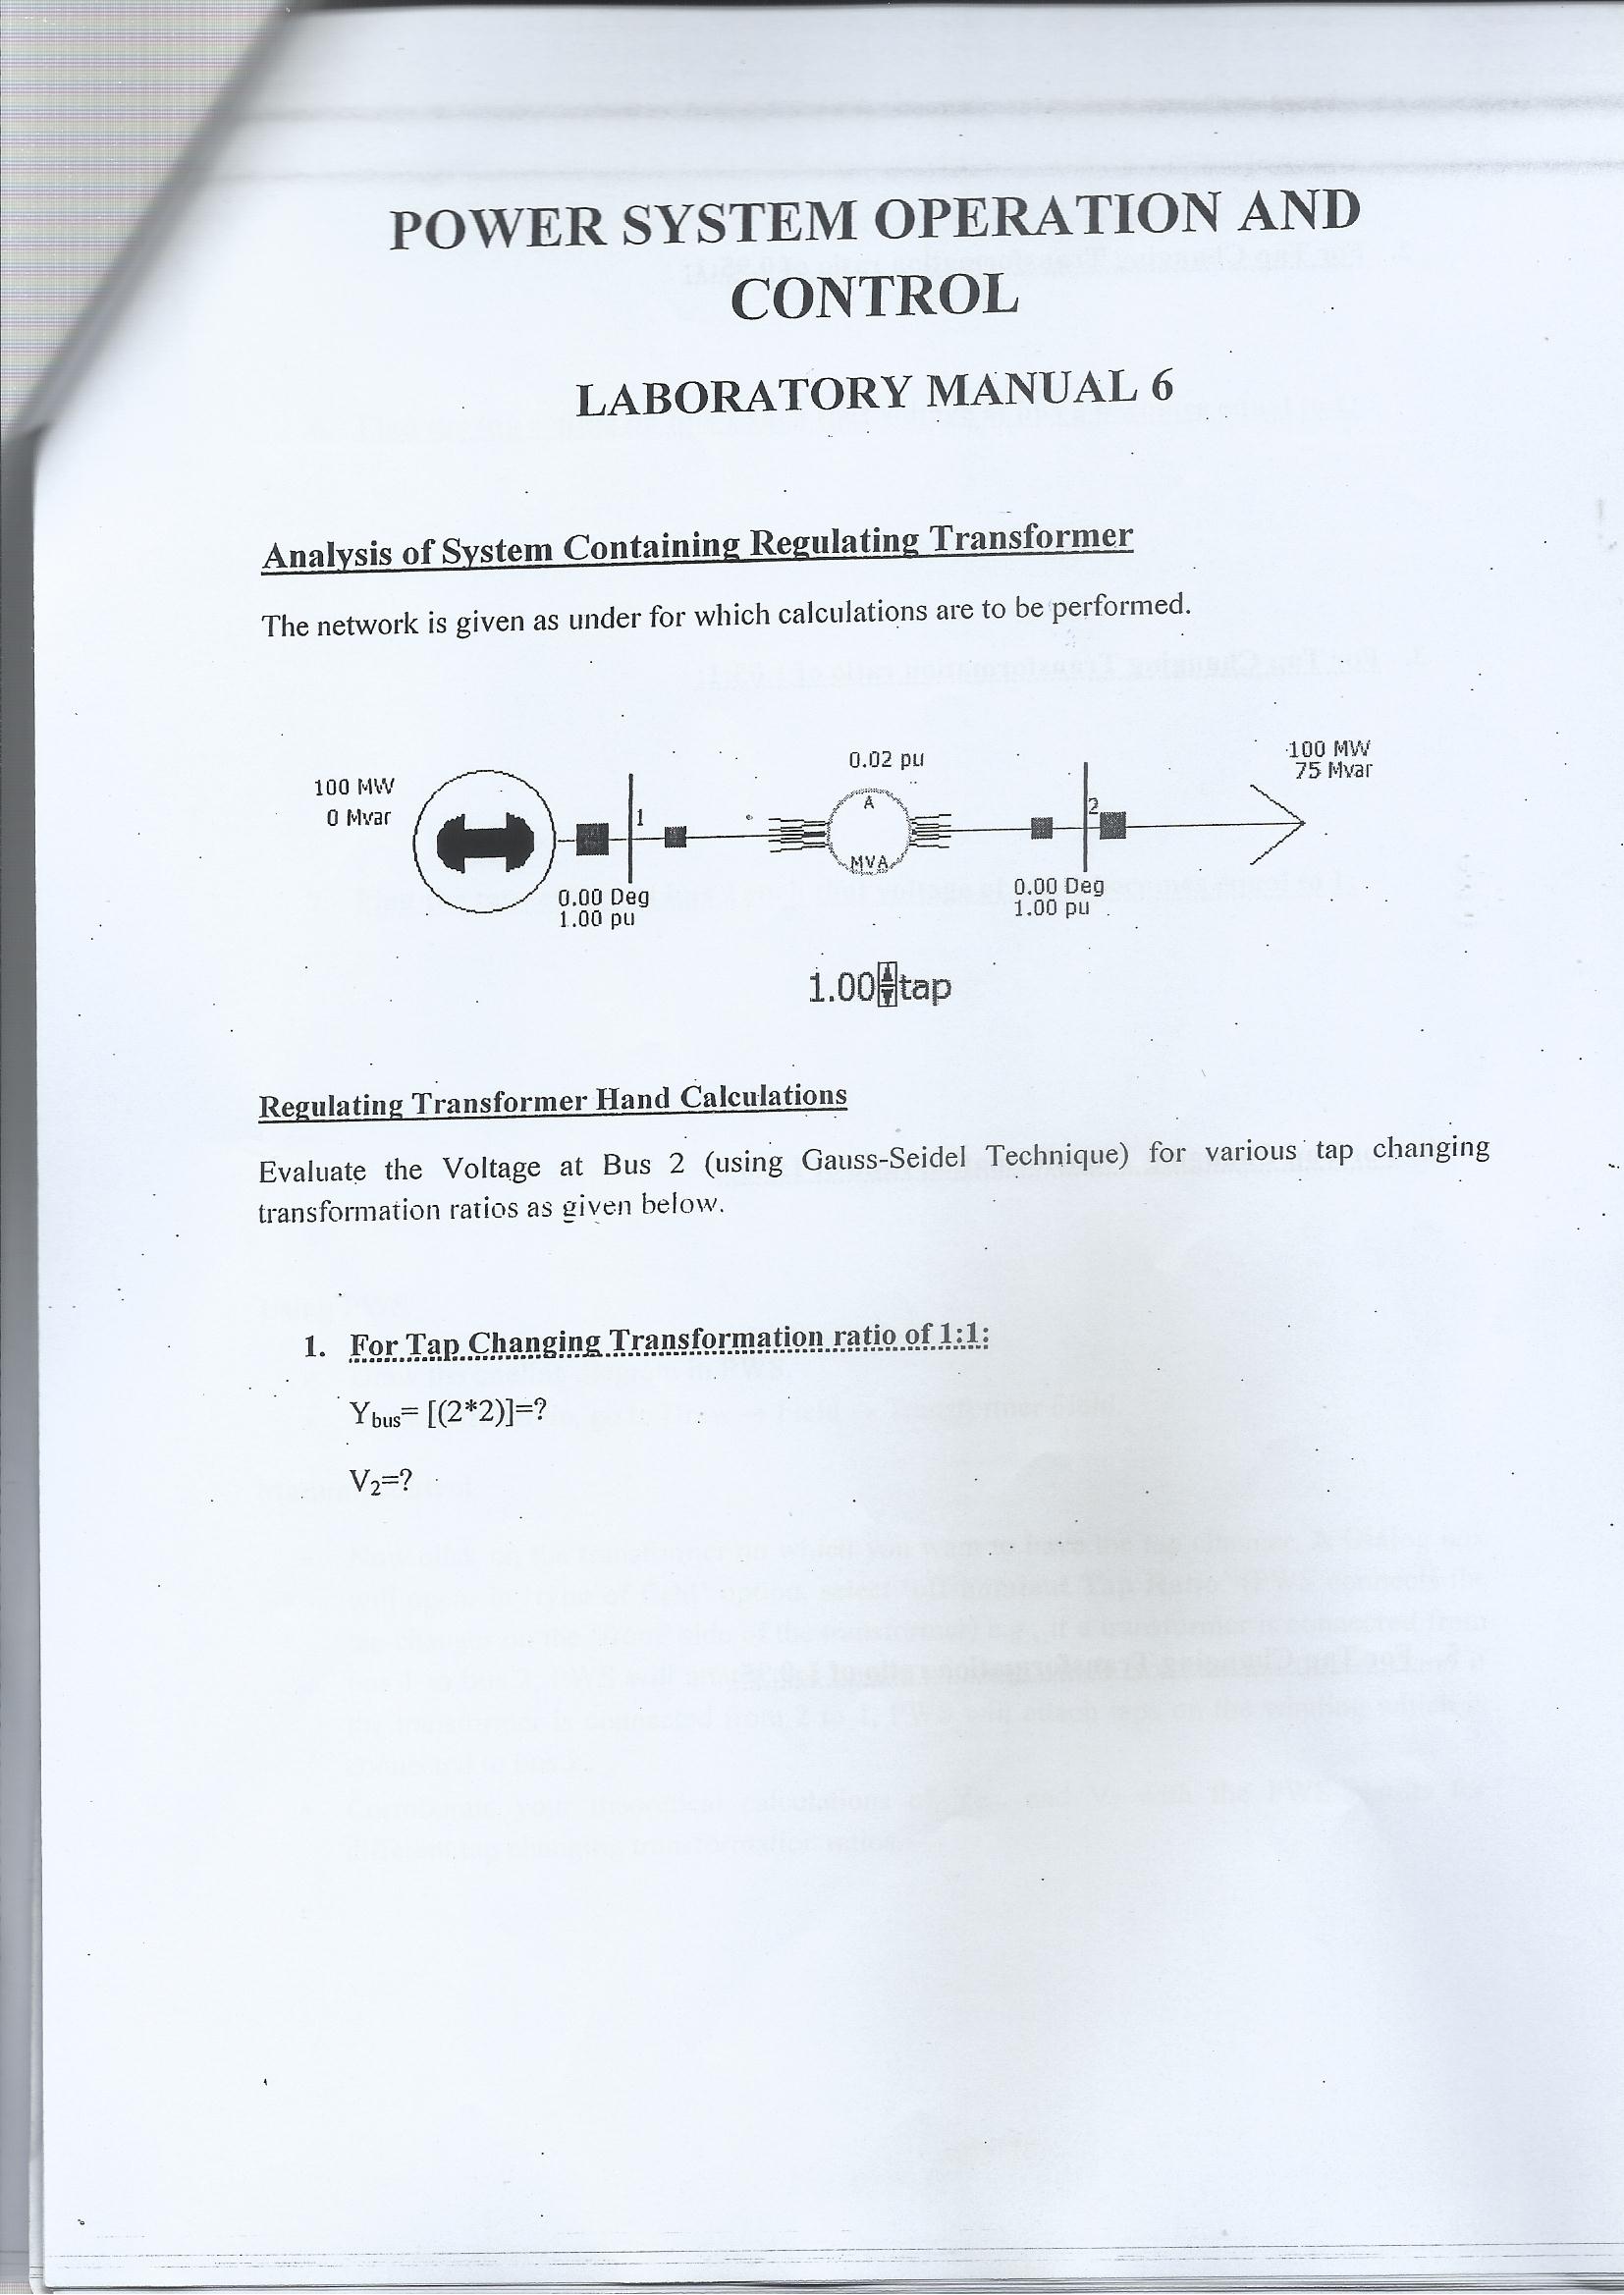 POWER SYSTEM OPERATION AND
CONTROL
LABORATORY MANUAL 6
Analysis of System Containing Regulating Transformer
The network is given as under for which calculations are to be performed.
100 MW
0 Mvar
1
0.00 Deg
1.00 pu
0.02 pu
A
MVA
2
0.00 Deg
1.00 pu
100 MW
75 Mvar
1.00 tap
Regulating Transformer Hand Calculations
Evaluate the Voltage at Bus 2 (using Gauss-Seidel Technique) for various tap changing
transformation ratios as given below.
1. For Tap Changing Transformation ratio of 1:1:
Ybus= [(2*2)]=?
V2=?